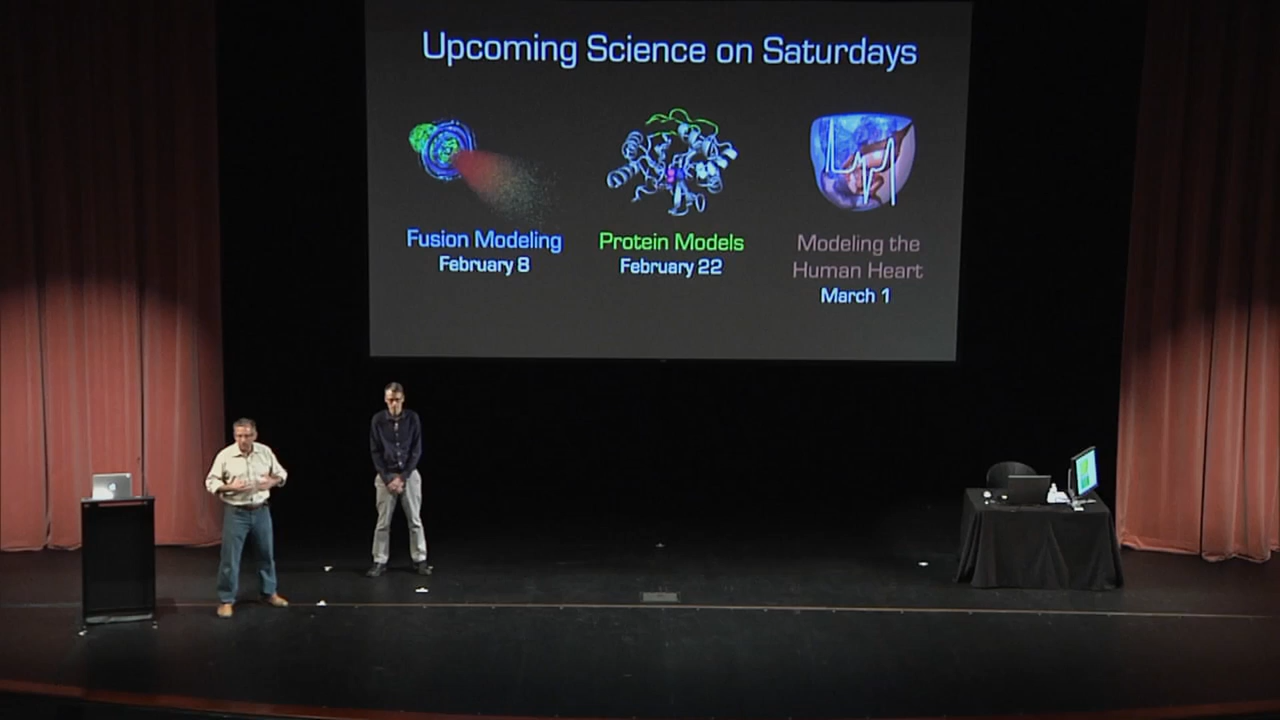 Upcoming Science on Saturdays
Fusion Modeling
February 8
Protein Models
February 22
Modeling the
Human Heart
March 1